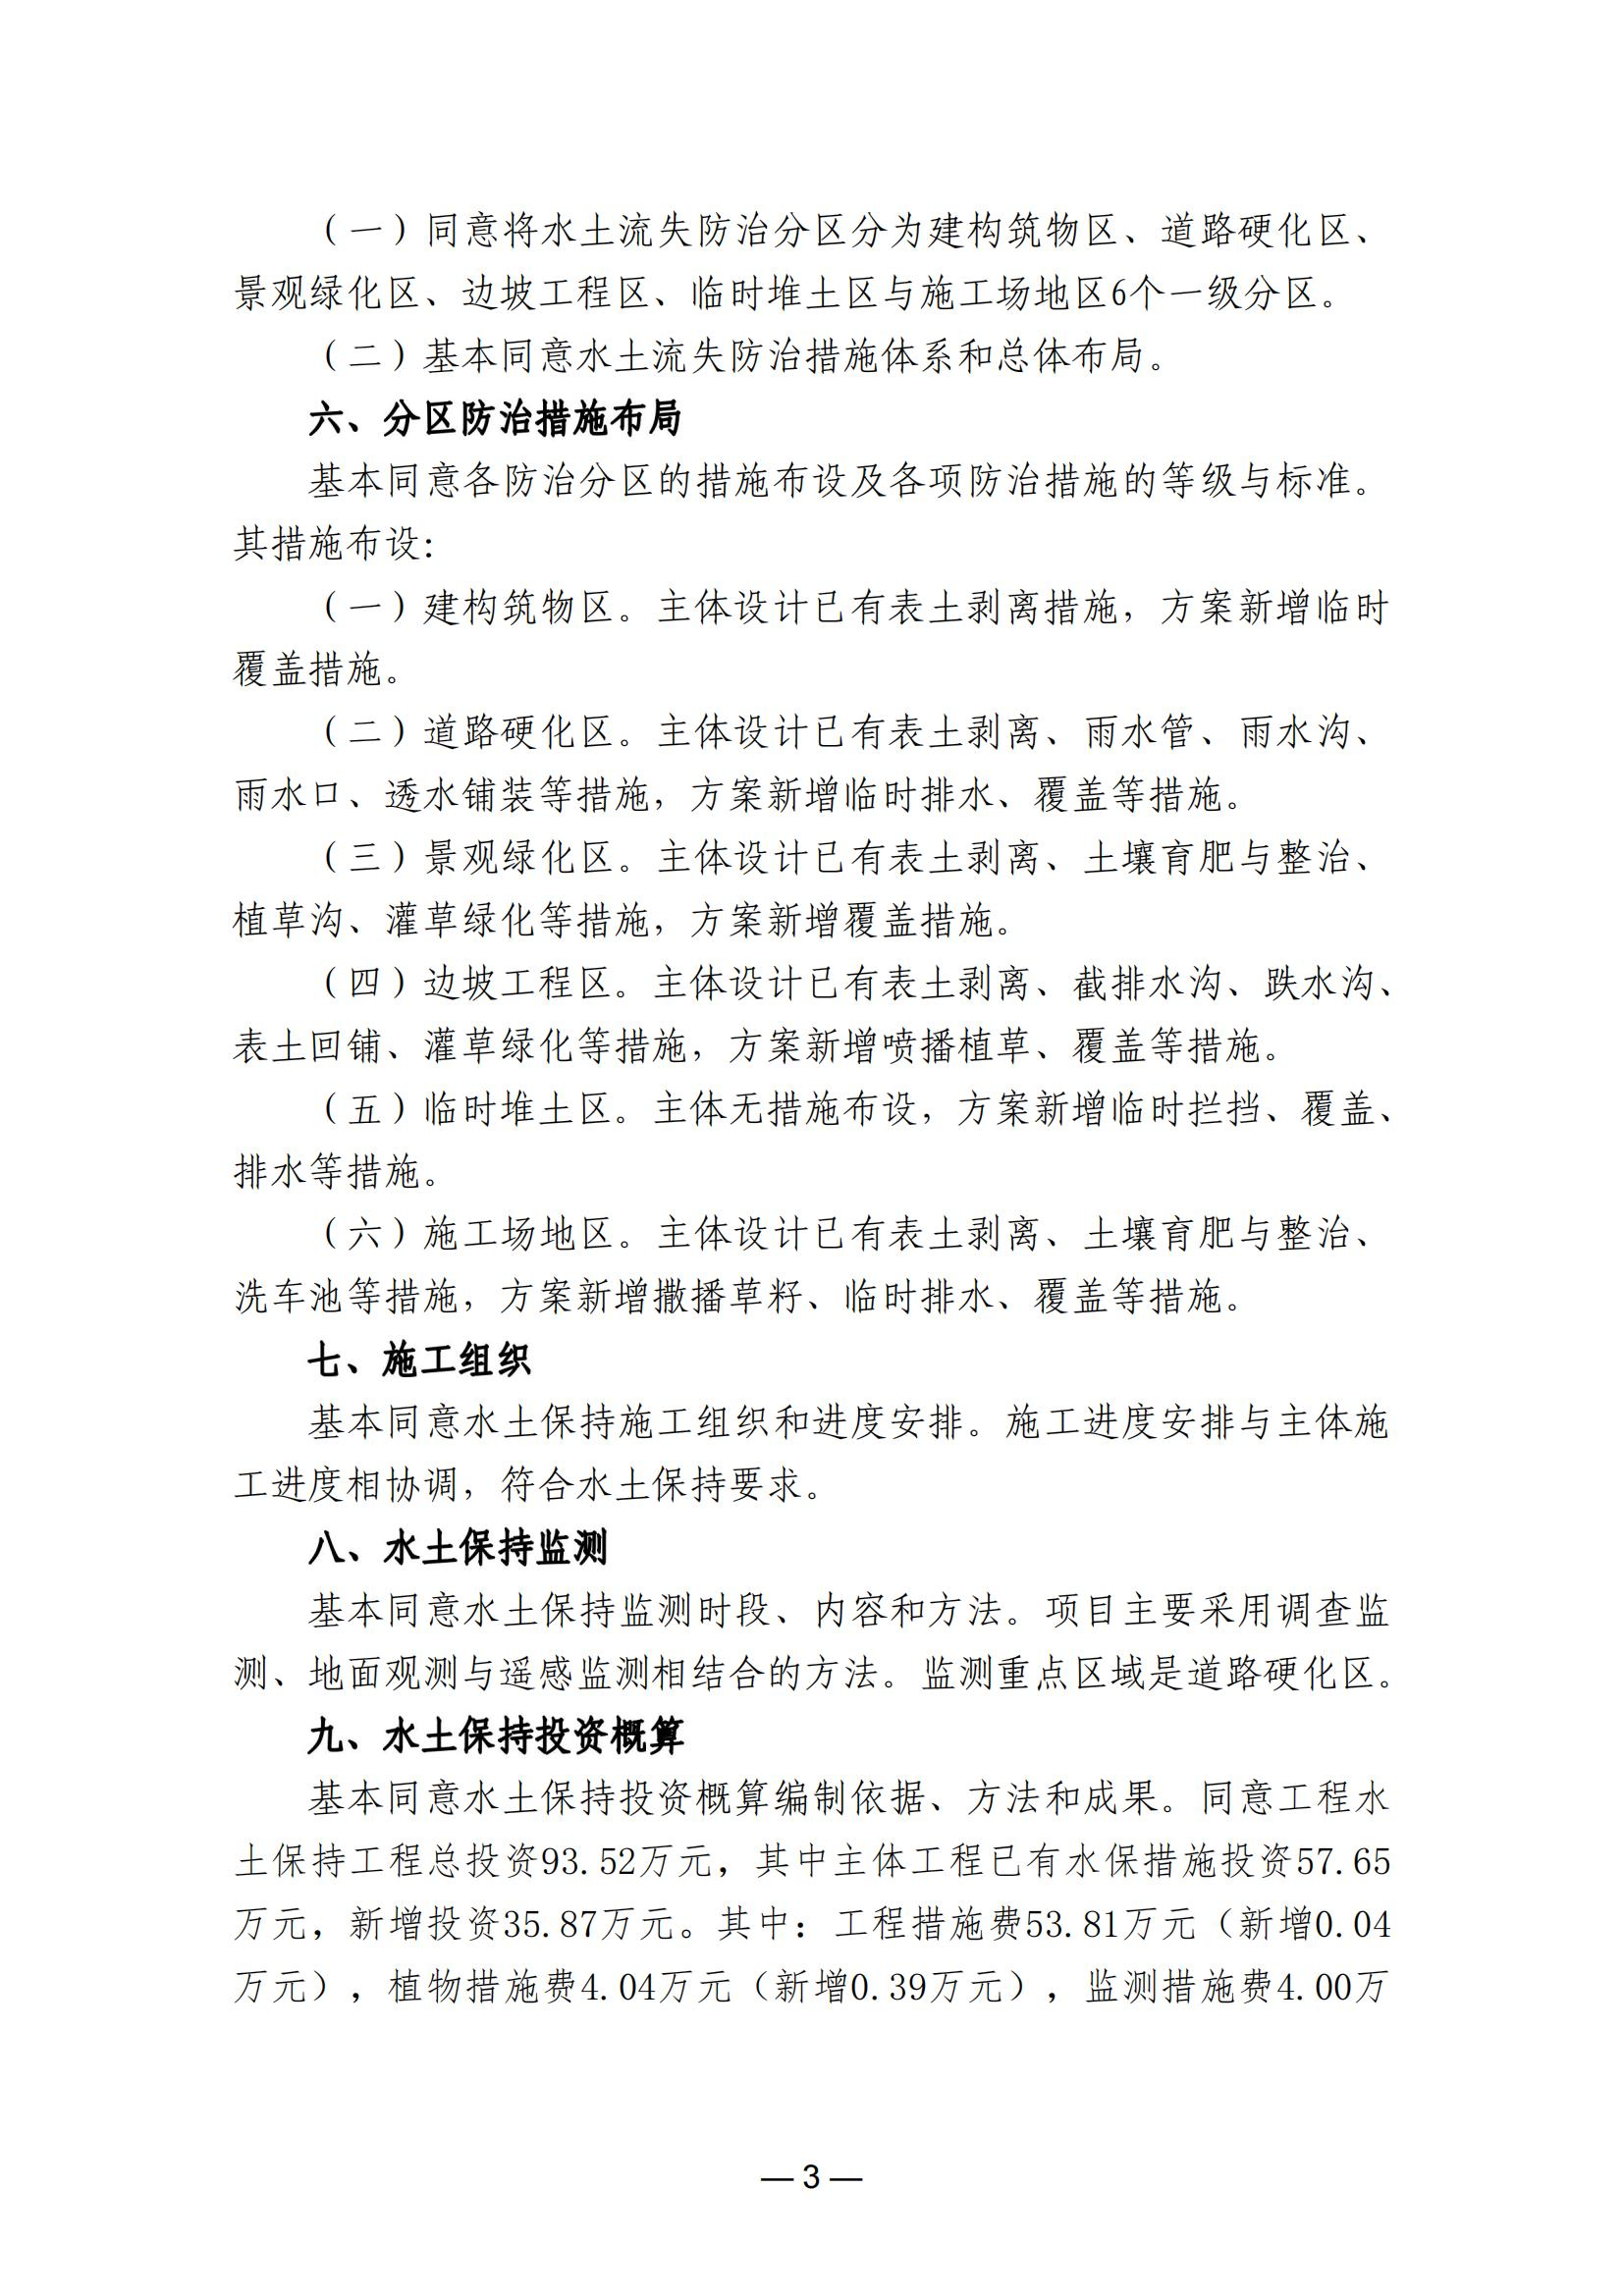 （一）同意将水土流失防治分区分为建构筑物区、道路硬化区、
景观绿化区、边坡工程区、临时堆土区与施工场地区6个一级分区。
（二）基本同意水土流失防治措施体系和总体布局。
六、分区防治措施布局
基本同意各防治分区的措施布设及各项防治措施的等级与标准。
其措施布设：
（一）建构筑物区。主体设计已有表土剥离措施，方案新增临时
覆盖措施。
（二）道路硬化区。主体设计已有表土剥离、雨水管、雨水沟、
雨水口、透水铺装等措施，方案新增临时排水、覆盖等措施。
（三）景观绿化区。主体设计已有表土剥离、土壤育肥与整治、
植草沟、灌草绿化等措施，方案新增覆盖措施。
（四）边坡工程区。主体设计已有表土剥离、截排水沟、跌水沟、
表土回铺、灌草绿化等措施，方案新增喷播植草、覆盖等措施。
（五）临时堆土区。主体无措施布设，方案新增临时拦挡、覆盖、
排水等措施。
（六）施工场地区。主体设计已有表土剥离、土壤育肥与整治、
洗车池等措施，方案新增撒播草籽、临时排水、覆盖等措施。
七、施工组织
基本同意水土保持施工组织和进度安排。施工进度安排与主体施
工进度相协调，符合水土保持要求。
八、水土保持监测
基本同意水土保持监测时段、内容和方法。项目主要采用调查监
测、地面观测与遥感监测相结合的方法。监测重点区域是道路硬化区。
九、水土保持投资概算
基本同意水土保持投资概算编制依据、方法和成果。同意工程水
土保持工程总投资93.52万元，其中主体工程已有水保措施投资57.65
万元，新增投资35.87万元。其中：工程措施费53.81万元（新增0.04
万元），植物措施费4.04万元（新增0.39万元），监测措施费4.00万
— 3 —